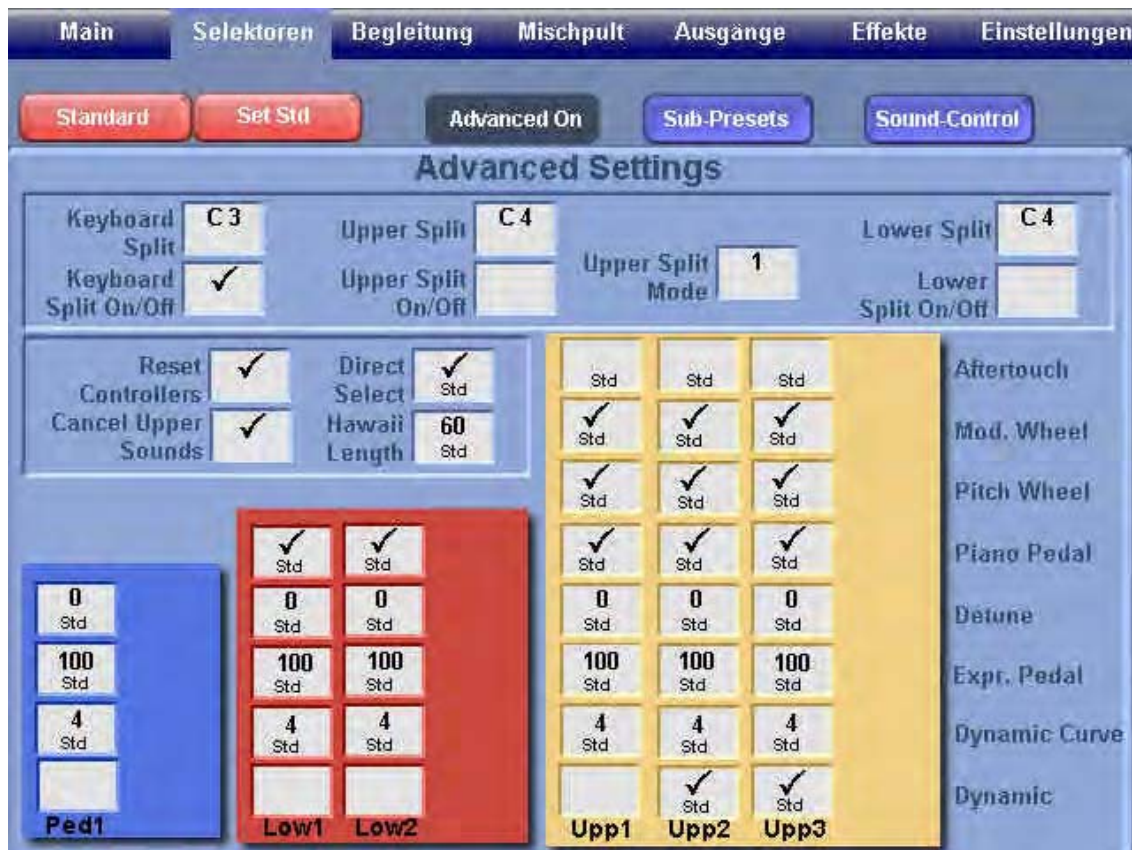 Main Selektoren Begleitung Mischpult Ausgänge Effekte Einstellungen
Standard Set Std Advanced On Sub-Presets Sound-Control
Advanced Settings
Keyboard Split C 3
Upper Split C 4
Lower Split C 4
Keyboard Split On/Off ✓
Upper Split On/Off
Upper Split Mode 1
Lower Split On/Off
Reset Controllers ✓
Direct Select ✓ Std
Cancel Upper Sounds ✓
Hawaii Length 60 Std
Std Std Std Aftertouch
✓ Std ✓ Std ✓ Std Mod. Wheel
✓ Std ✓ Std ✓ Std Pitch Wheel
✓ Std ✓ Std ✓ Std ✓ Std ✓ Std Piano Pedal
0 Std 0 Std 0 Std 0 Std 0 Std 0 Std Detune
100 Std 100 Std 100 Std 100 Std 100 Std 100 Std Expr. Pedal
4 Std 4 Std 4 Std 4 Std 4 Std 4 Std Dynamic Curve
✓ Std ✓ Std Dynamic
Ped1 Low1 Low2 Upp1 Upp2 Upp3